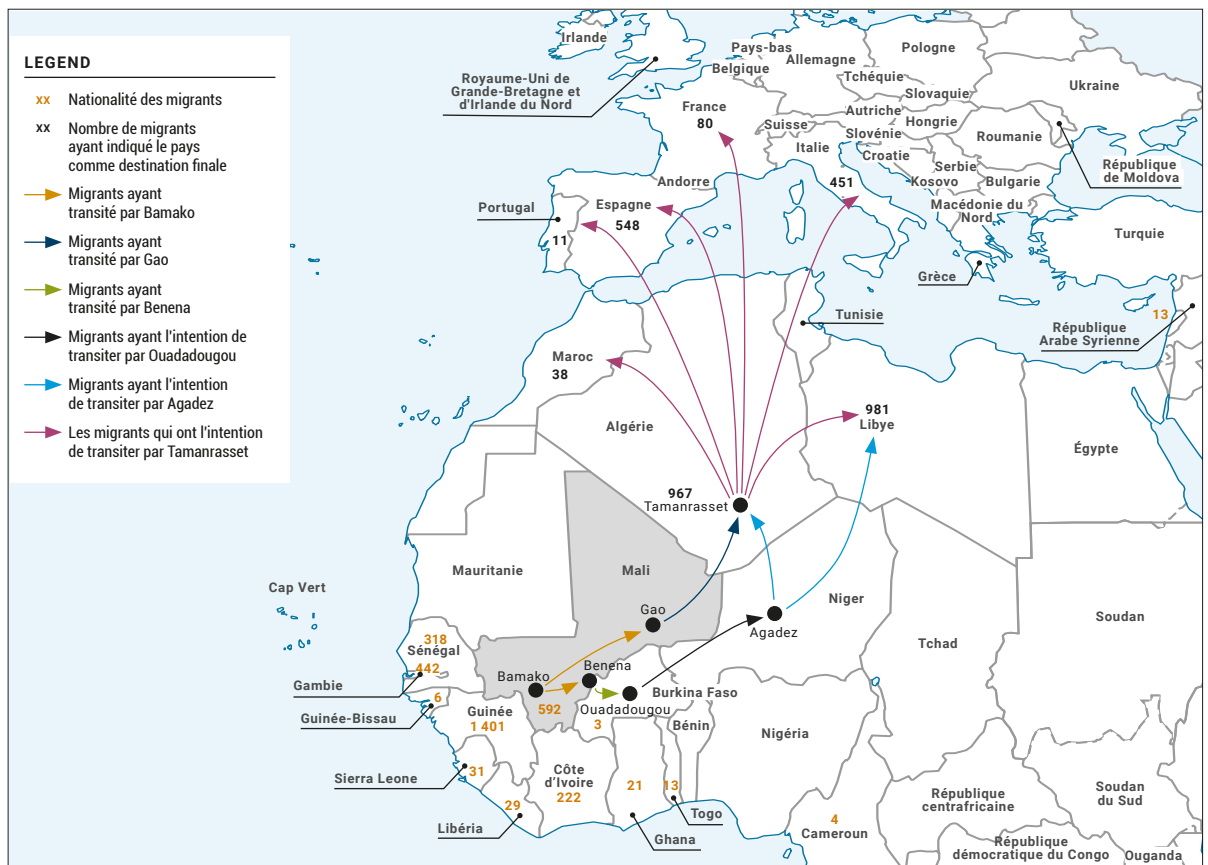 LEGEND
xx Nationalité des migrants
xx Nombre de migrants
ayant indiqué le pays
comme destination finale
Migrants ayant
transité par Bamako
Migrants ayant
transité par Gao
Migrants ayant
transité par Benena
Migrants ayant l'intention de
transiter par Ouadadougou
Migrants ayant l'intention
de transiter par Agadez
Les migrants qui ont l'intention
de transiter par Tamanrasset
Irlande
Royaume-Uni de
Grande-Bretagne et
d'Irlande du Nord
Pays-bas
Belgique
Allemagne
Pologne
Tchéquie
Slovaquie
Ukraine
France
80
Suisse
Autriche
Hongrie
Slovénie
Italie
Croatie
Roumanie
République
de Moldova
Serbie
Kosovo
Bulgarie
Macédonie du
Nord
Andorre
451
Portugal
11
Espagne
548
Turquie
Grèce
Tunisie
13
République
Arabe Syrienne
Maroc
38
Algérie
981
Libye
Égypte
967
Tamanrasset
Mauritanie
Mali
Cap Vert
Gao
Niger
Agadez
Tchad
Soudan
318
Sénégal
442
Gambie
6
Guinée-Bissau
Bamako
592
Benena
Ouadadougou
Burkina Faso
3
Guinée
1 401
Bénin
Nigéria
Sierra Leone
31
Côte
d'Ivoire
222
21
13
29
Libéria
Togo
Ghana
4
Cameroun
République
centrafricaine
Soudan
du Sud
République
démocratique du Congo
Ouganda